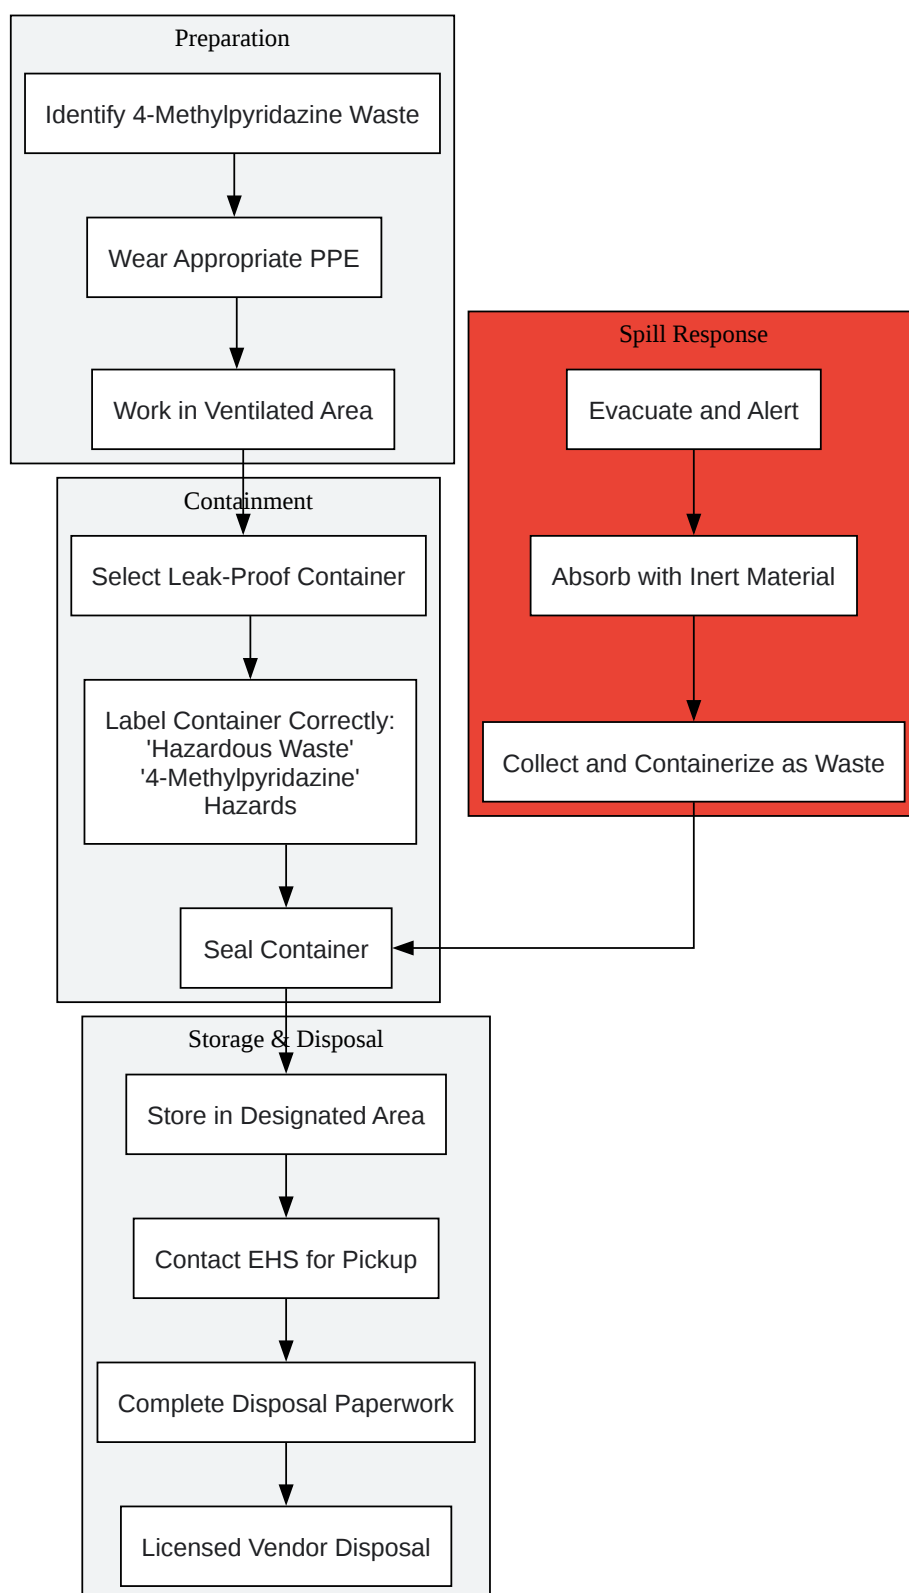 Preparation
Identify 4-Methylpyridazine Waste
Wear Appropriate PPE
Work in Ventilated Area
Containment
Select Leak-Proof Container
Label Container Correctly:
'Hazardous Waste'
'4-Methylpyridazine'
Hazards
Seal Container
Spill Response
Evacuate and Alert
Absorb with Inert Material
Collect and Containerize as Waste
Storage & Disposal
Store in Designated Area
Contact EHS for Pickup
Complete Disposal Paperwork
Licensed Vendor Disposal